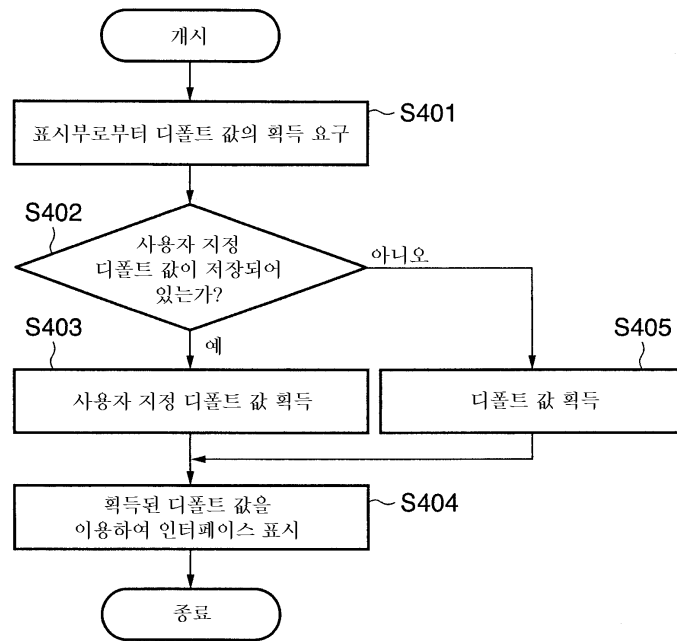 개시
표시부로부터 디폴트 값의 획득 요구
S401
S402
사용자 지정
디폴트 값이 저장되어
있는가?
아니오
S403
예
S405
사용자 지정 디폴트 값 획득
디폴트 값 획득
획득된 디폴트 값을
이용하여 인터페이스 표시
S404
종료